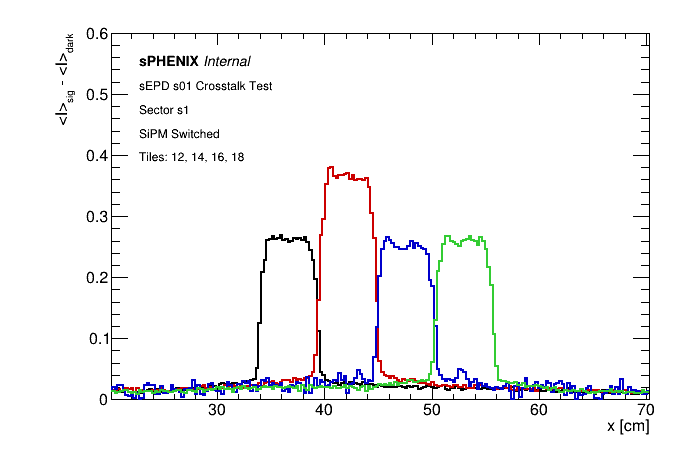 <I>sig - <I>dark
0.6
0.5
0.4
0.3
0.2
0.1
0
sPHENIX Internal
sEPD s01 Crosstalk Test
Sector s1
SiPM Switched
Tiles: 12, 14, 16, 18
30 40 50 60 70
x [cm]